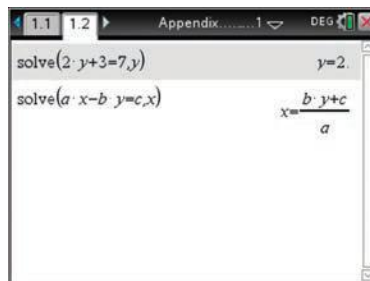 1.1 1.2 Appendix.......1 DEG
solve(2· y+3=7,y) y=2.
solve(a· x−b· y=c,x) x=b· y+c/a